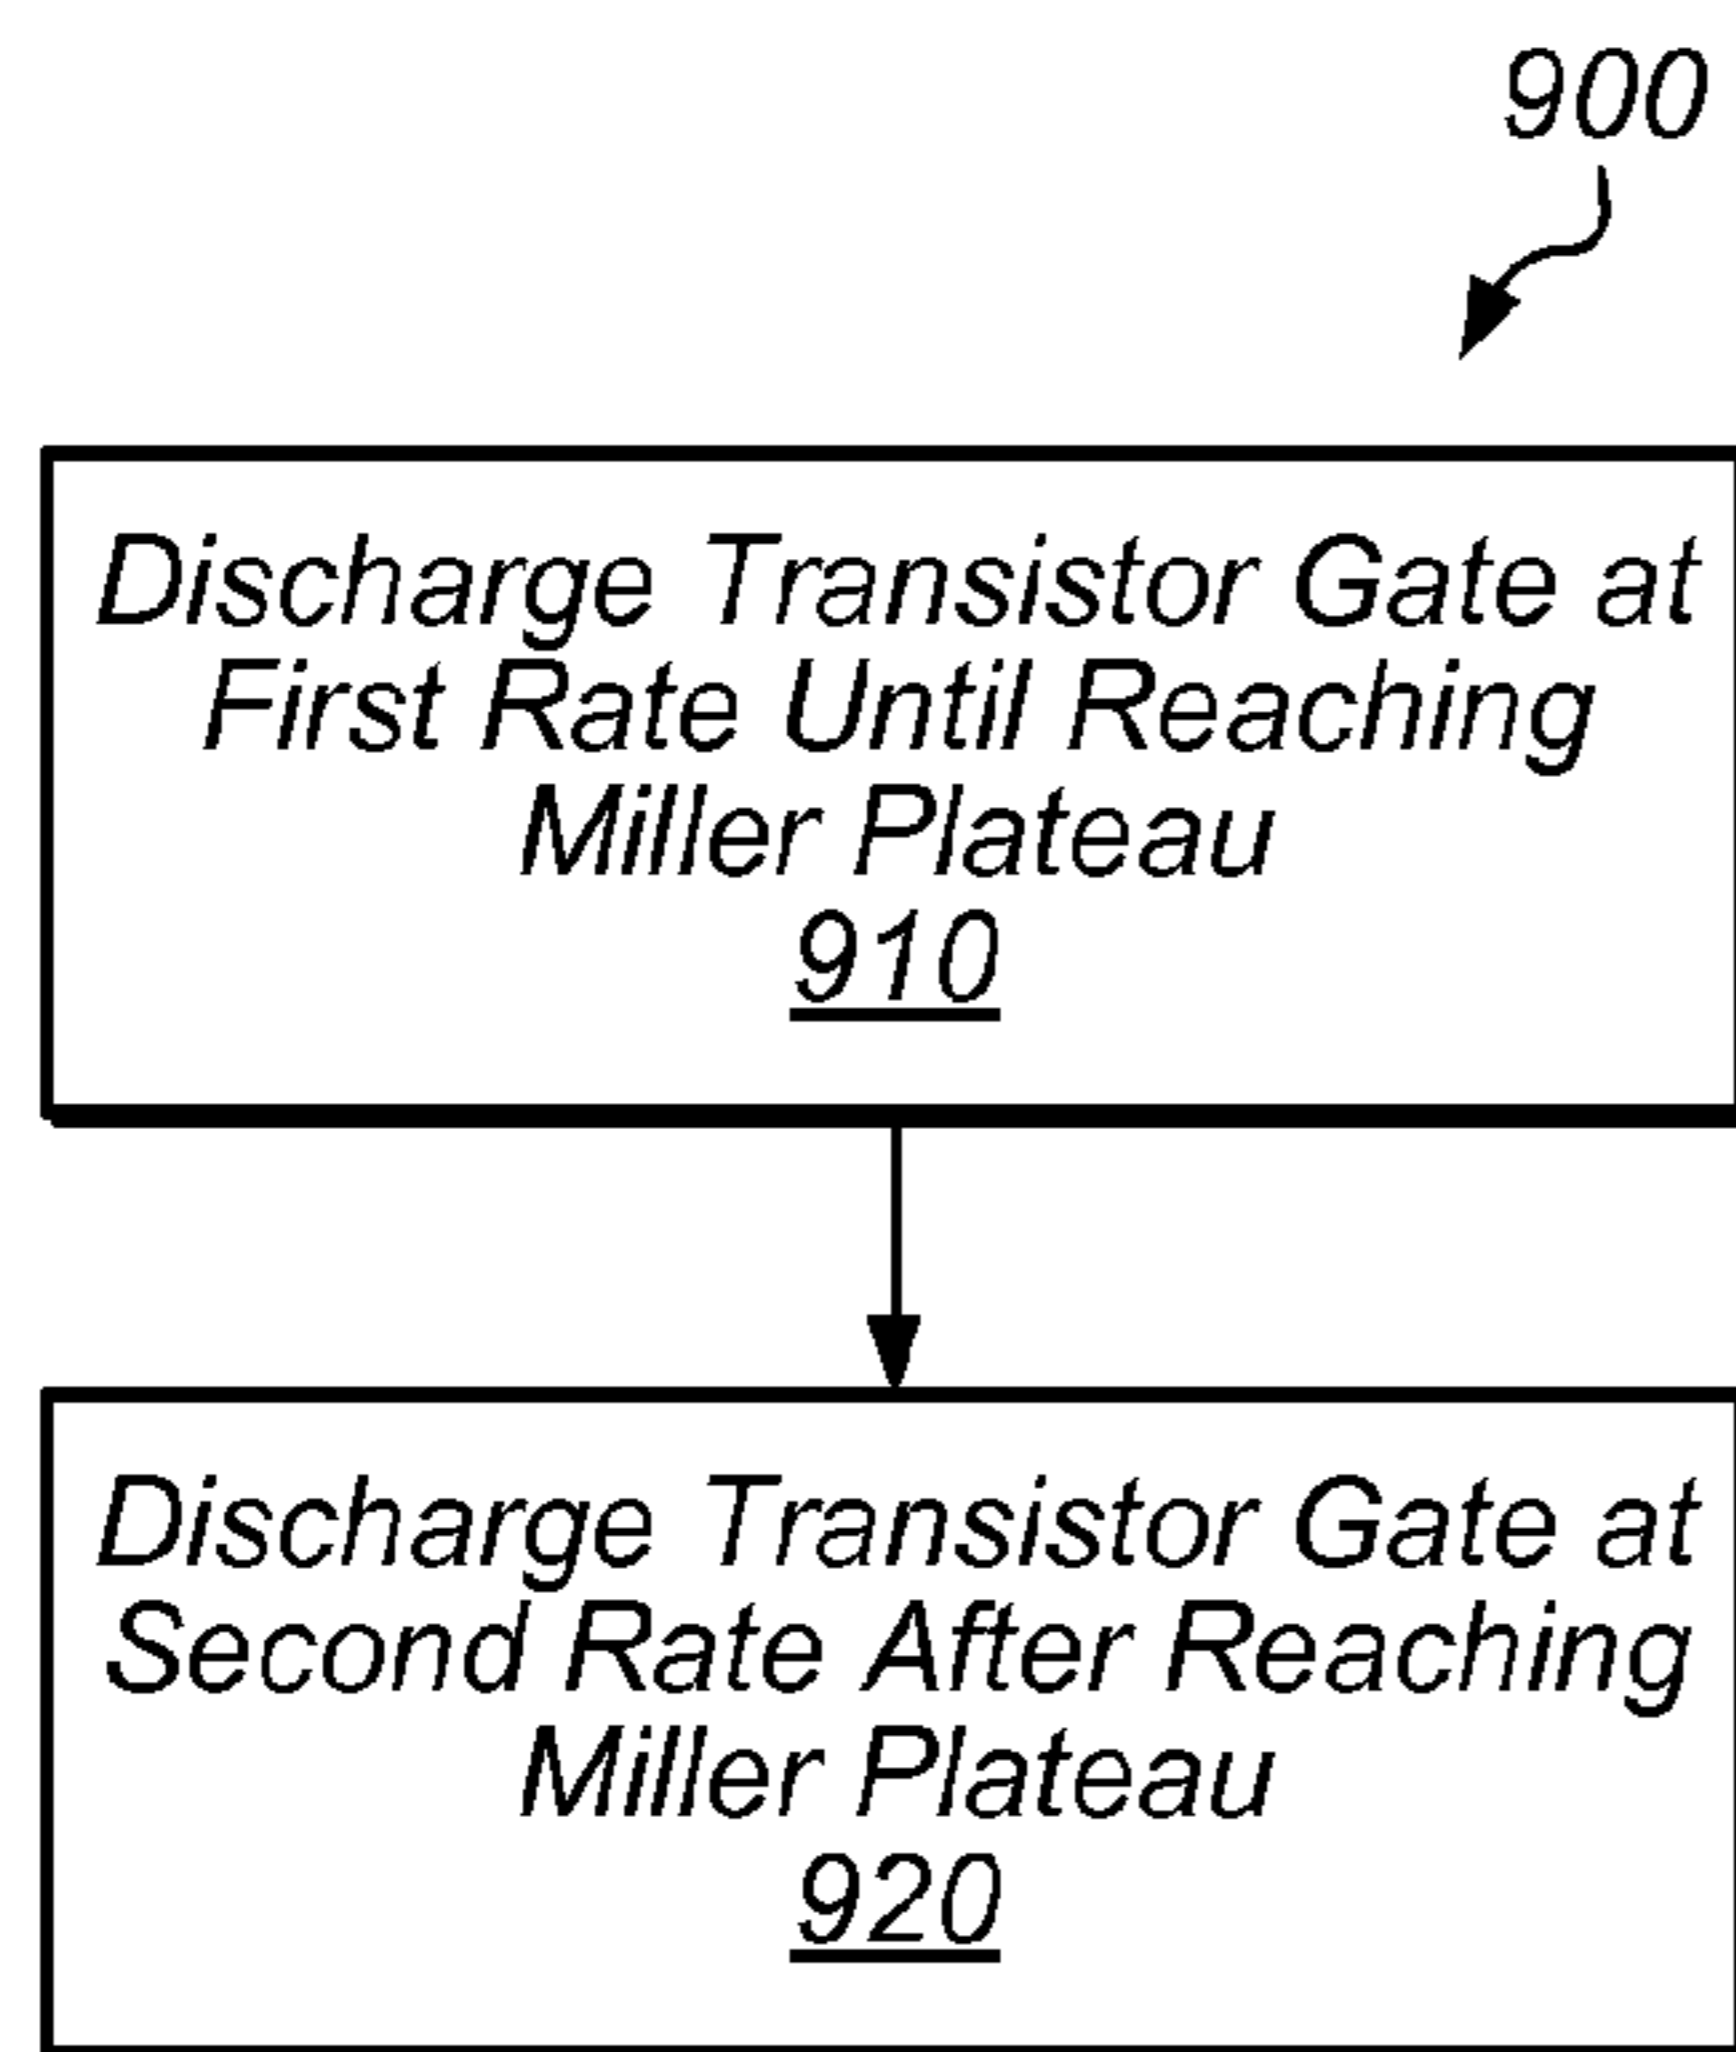 900
Discharge Transistor Gate at
First Rate Until Reaching
Miller Plateau
910
Discharge Transistor Gate at
Second Rate After Reaching
Miller Plateau
920